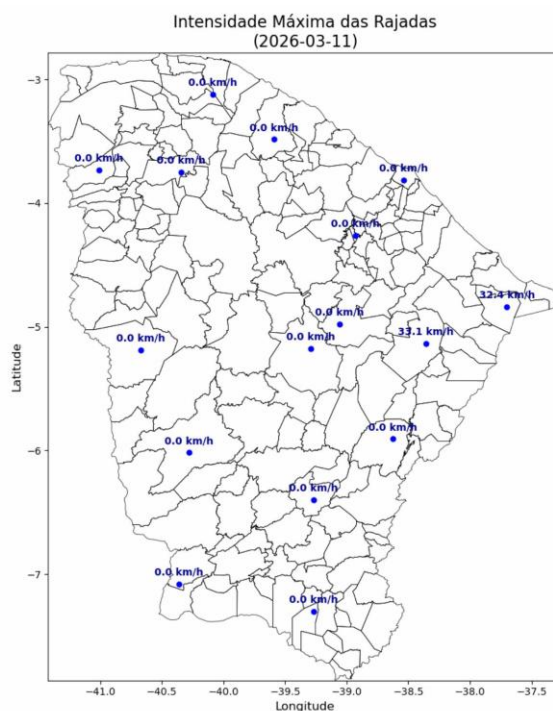 Intensidade Máxima das Rajadas
(2026-03-11)
−3
0.0 km/h
0.0 km/h
0.0 km/h
0.0 km/h
0.0 km/h
−4
0.0 km/h
32.4 km/h
0.0 km/h
−5
33.1 km/h
0.0 km/h
0.0 km/h
Latitude
0.0 km/h
−6
0.0 km/h
0.0 km/h
−7
0.0 km/h
0.0 km/h
−41.0
−40.5
−40.0
−39.5
−39.0
−38.5
−38.0
−37.5
Longitude